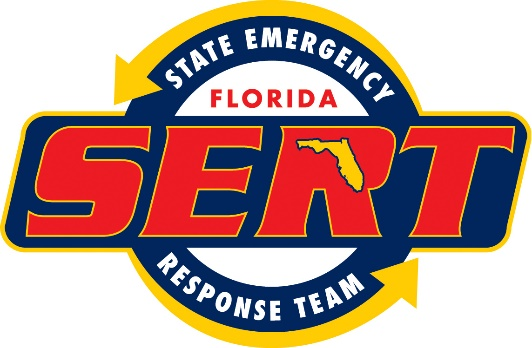 STATE EMERGENCY
FLORIDA
SERT
RESPONSE TEAM